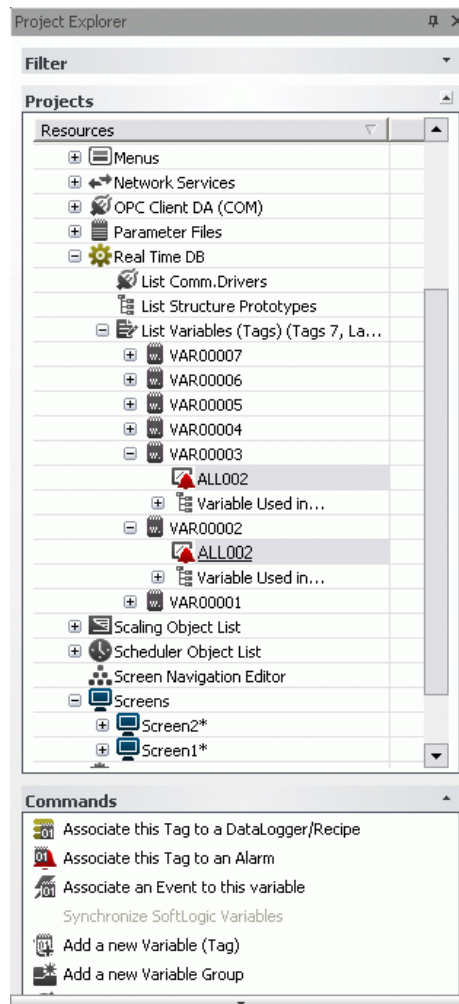 Project Explorer
Filter
Projects
Resources
Menus
Network Services
OPC Client DA (COM)
Parameter Files
Real Time DB
List Comm.Drivers
List Structure Prototypes
List Variables (Tags) (Tags 7, La...
VAR00007
VAR00006
VAR00005
VAR00004
VAR00003
ALL002
Variable Used in...
VAR00002
ALL002
Variable Used in...
VAR00001
Scaling Object List
Scheduler Object List
Screen Navigation Editor
Screens
Screen2*
Screen1*
Commands
Associate this Tag to a DataLogger/Recipe
Associate this Tag to an Alarm
Associate an Event to this variable
Synchronize SoftLogic Variables
Add a new Variable (Tag)
Add a new Variable Group